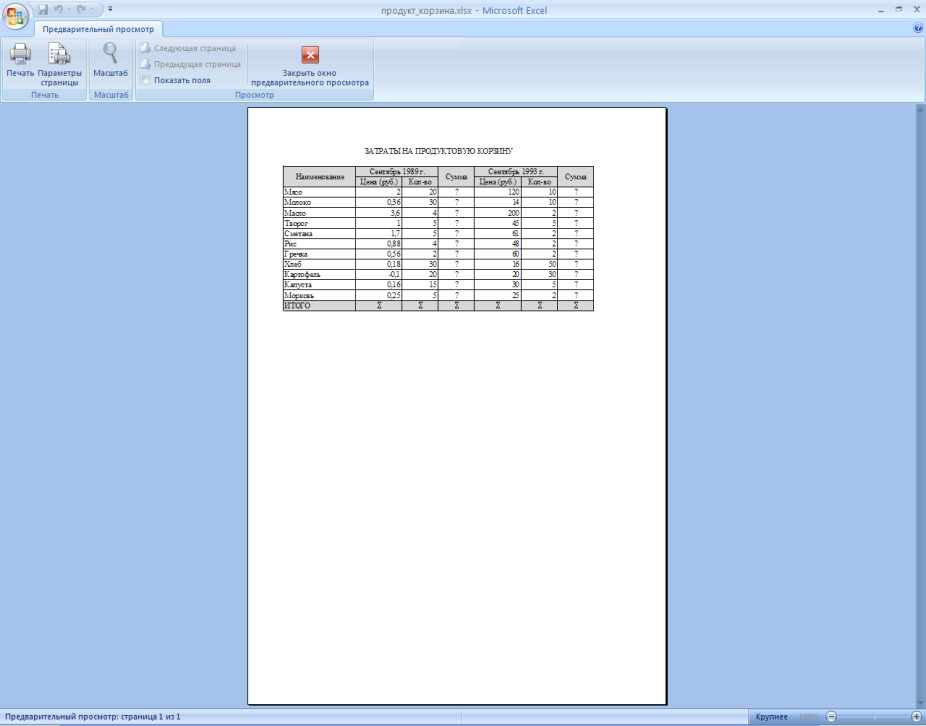 продукт_корзина.xlsx - Microsoft Excel
Предварительный просмотр
Печать
Параметры страницы
Масштаб
Следующая страница
Предыдущая страница
Показать поля
Закрыть окно
предварительного просмотра
Печать Масштаб Просмотр
ЗАТРАТЫ НА ПРОДУКТОВУЮ КОРЗИНУ
Наименование Сентябрь 1989 г. Сумма Сентябрь 1993 г. Сумма
Цена (руб.) Кол-во Цена (руб.) Кол-во
Мясо 2 20 ? 120 10 ?
Молоко 0,36 30 ? 14 10 ?
Масло 3,6 4 ? 200 2 ?
Творог 1 5 ? 45 5 ?
Сметана 1,7 5 ? 61 2 ?
Рис 0,88 4 ? 48 2 ?
Гречка 0,56 2 ? 60 2 ?
Хлеб 0,18 30 ? 16 50 ?
Картофель -0,1 20 ? 20 30 ?
Капуста 0,16 15 ? 30 5 ?
Морковь 0,25 5 ? 25 2 ?
ИТОГО Σ Σ Σ Σ Σ Σ
Предварительный просмотр: страница 1 из 1
Крупнее 100%